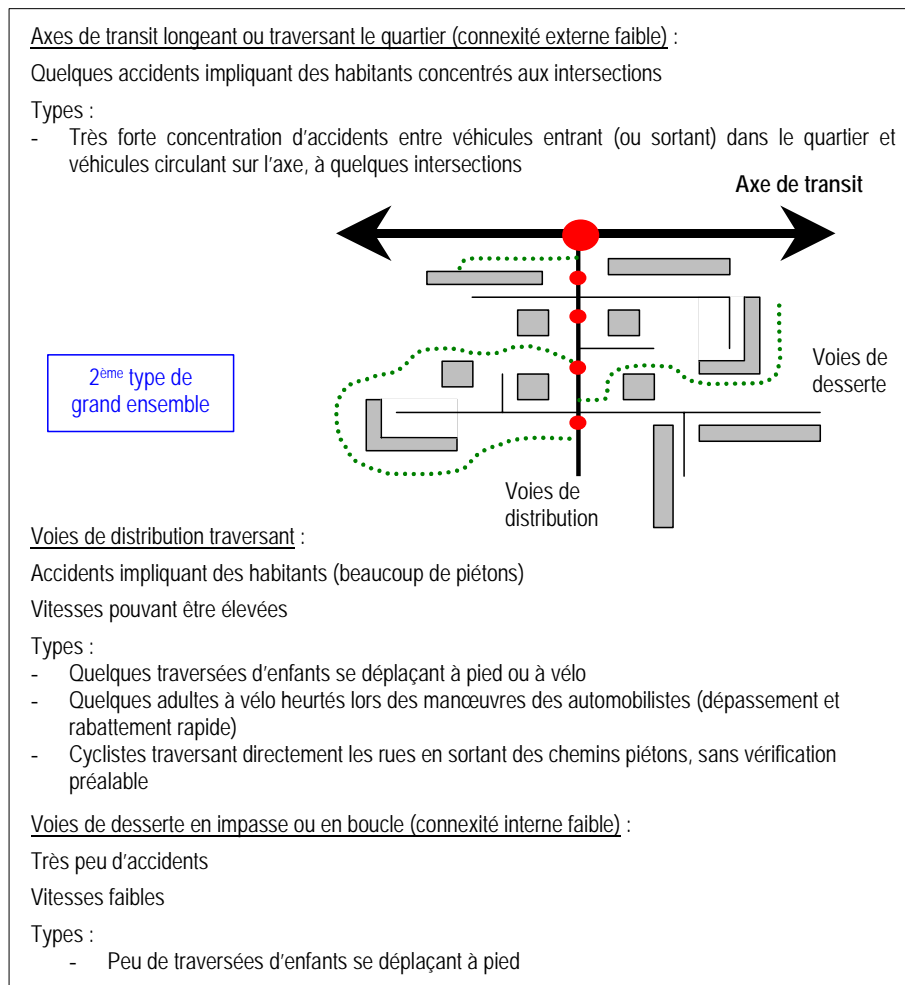 Axes de transit longeant ou traversant le quartier (connexité externe faible) :
Quelques accidents impliquant des habitants concentrés aux intersections
Types :
- Très forte concentration d'accidents entre véhicules entrant (ou sortant) dans le quartier et
véhicules circulant sur l'axe, à quelques intersections
Axe de transit
2ème type de
grand ensemble
Voies de
desserte
Voies de
distribution
Voies de distribution traversant :
Accidents impliquant des habitants (beaucoup de piétons)
Vitesses pouvant être élevées
Types :
- Quelques traversées d'enfants se déplaçant à pied ou à vélo
- Quelques adultes à vélo heurtés lors des manœuvres des automobilistes (dépassement et
rabattement rapide)
- Cyclistes traversant directement les rues en sortant des chemins piétons, sans vérification
préalable
Voies de desserte en impasse ou en boucle (connexité interne faible) :
Très peu d'accidents
Vitesses faibles
Types :
- Peu de traversées d'enfants se déplaçant à pied